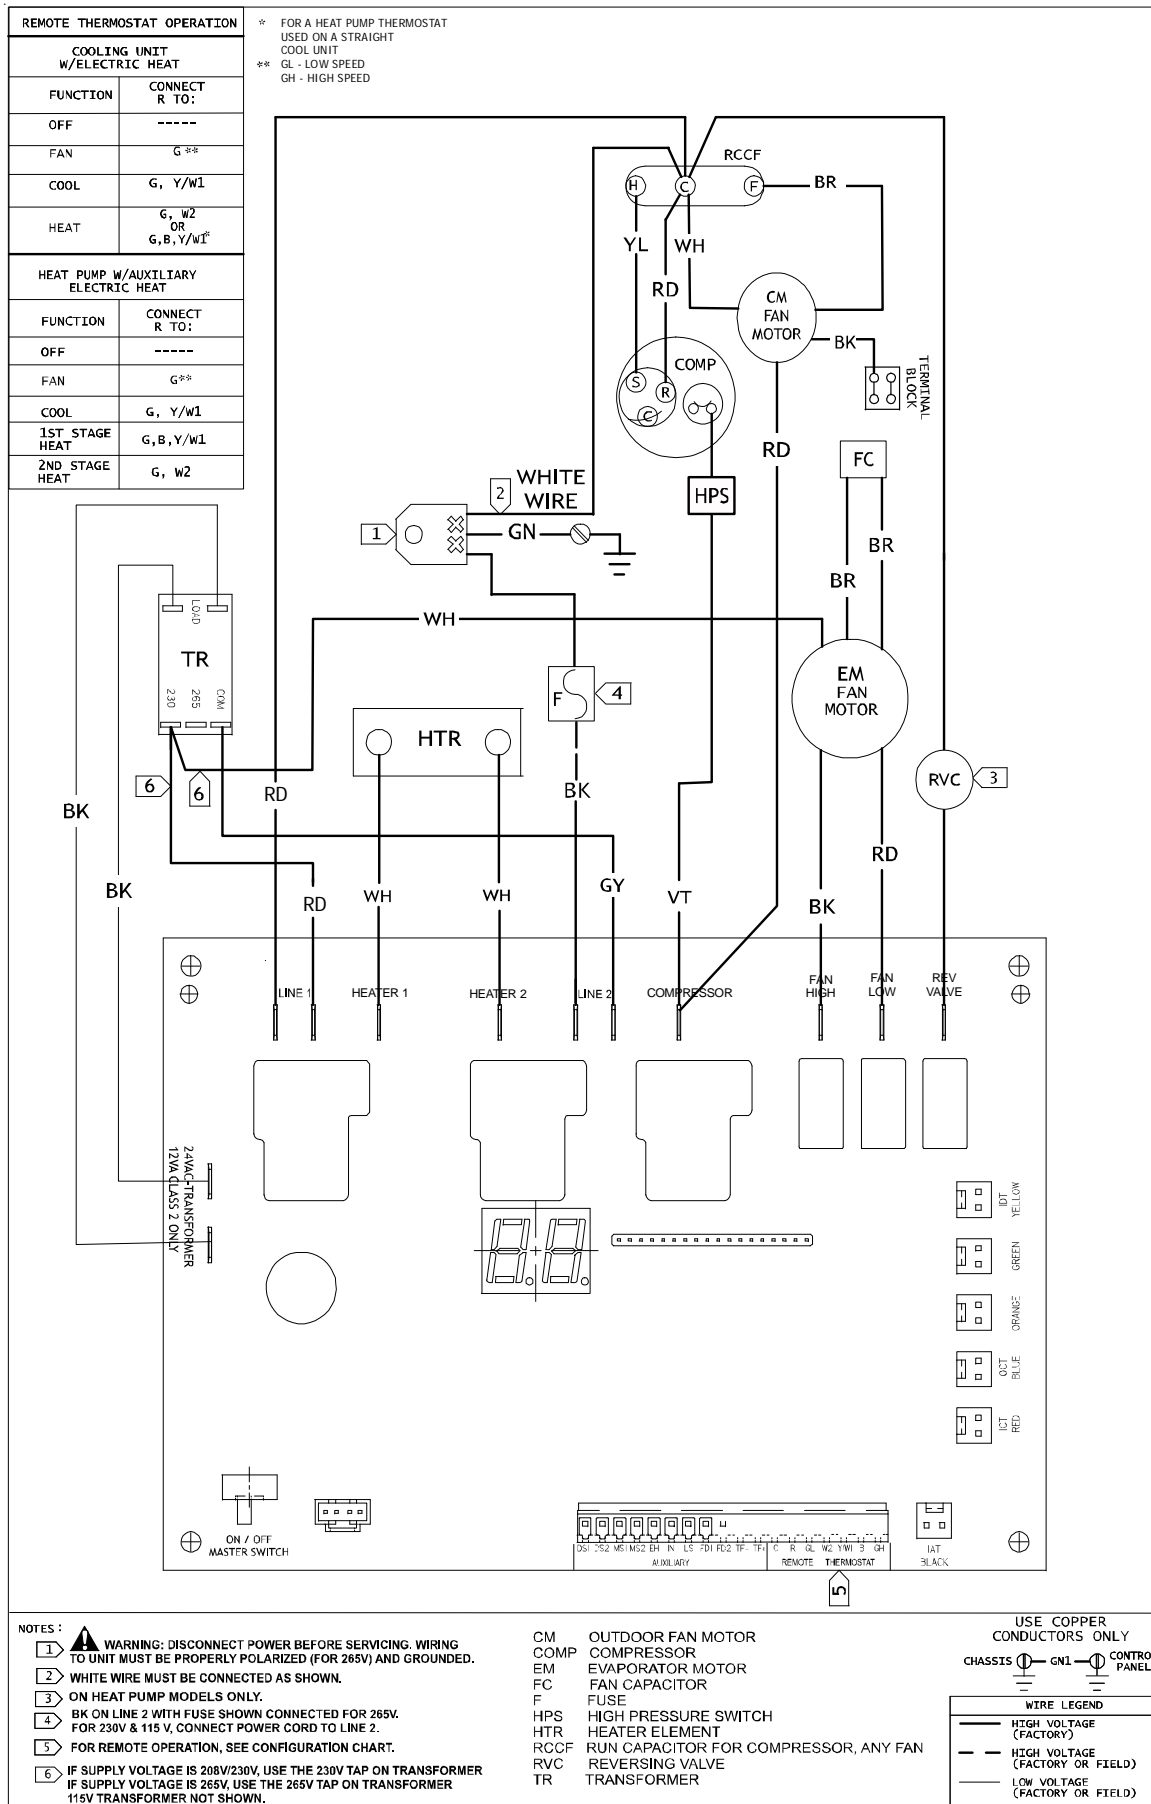 REMOTE THERMOSTAT OPERATION
COOLING UNIT
W/ELECTRIC HEAT
FUNCTION
CONNECT
R TO:
OFF
-----
FAN
G **
COOL
G, Y/W1
HEAT
G, W2
OR
G,B,Y/W1*
HEAT PUMP W/AUXILIARY
ELECTRIC HEAT
FUNCTION
CONNECT
R TO:
OFF
-----
FAN
G**
COOL
G, Y/W1
1ST STAGE
HEAT
G,B,Y/W1
2ND STAGE
HEAT
G, W2
* FOR A HEAT PUMP THERMOSTAT
USED ON A STRAIGHT
COOL UNIT
** GL - LOW SPEED
GH - HIGH SPEED
RCCF
H
C
F
BR
YL
WH
RD
CM
FAN
MOTOR
BK
TERMINAL
BLOCK
COMP
S
R
C
RD
FC
HPS
2
WHITE
WIRE
1
GN
BR
BR
LOAD
TR
230
265
COM
WH
F
4
EM
FAN
MOTOR
HTR
6
6
RD
BK
RVC
3
BK
BK
RD
WH
WH
GY
VT
BK
RD
LINE 1
HEATER 1
HEATER 2
LINE 2
COMPRESSOR
FAN
HIGH
FAN
LOW
REV
VALVE
24VAC-TRANSFORMER
12VA CLASS 2 ONLY
IDT
YELLOW
GREEN
ORANGE
OCT
BLUE
ICT
RED
ON / OFF
MASTER SWITCH
DS1 DS2 MS1 MS2 EH IN LS FD1 FD2 TF- TF+ C R GL W2 Y/W1 B GH
AUXILIARY
REMOTE THERMOSTAT
IAT
BLACK
5
NOTES:
1 WARNING: DISCONNECT POWER BEFORE SERVICING. WIRING
TO UNIT MUST BE PROPERLY POLARIZED (FOR 265V) AND GROUNDED.
2 WHITE WIRE MUST BE CONNECTED AS SHOWN.
3 ON HEAT PUMP MODELS ONLY.
4 BK ON LINE 2 WITH FUSE SHOWN CONNECTED FOR 265V.
FOR 230V & 115 V, CONNECT POWER CORD TO LINE 2.
5 FOR REMOTE OPERATION, SEE CONFIGURATION CHART.
6 IF SUPPLY VOLTAGE IS 208V/230V, USE THE 230V TAP ON TRANSFORMER
IF SUPPLY VOLTAGE IS 265V, USE THE 265V TAP ON TRANSFORMER
115V TRANSFORMER NOT SHOWN.
CM OUTDOOR FAN MOTOR
COMP COMPRESSOR
EM EVAPORATOR MOTOR
FC FAN CAPACITOR
F FUSE
HPS HIGH PRESSURE SWITCH
HTR HEATER ELEMENT
RCCF RUN CAPACITOR FOR COMPRESSOR, ANY FAN
RVC REVERSING VALVE
TR TRANSFORMER
USE COPPER
CONDUCTORS ONLY
CHASSIS GN1 CONTRO
PANEL
WIRE LEGEND
HIGH VOLTAGE
(FACTORY)
HIGH VOLTAGE
(FACTORY OR FIELD)
LOW VOLTAGE
(FACTORY OR FIELD)